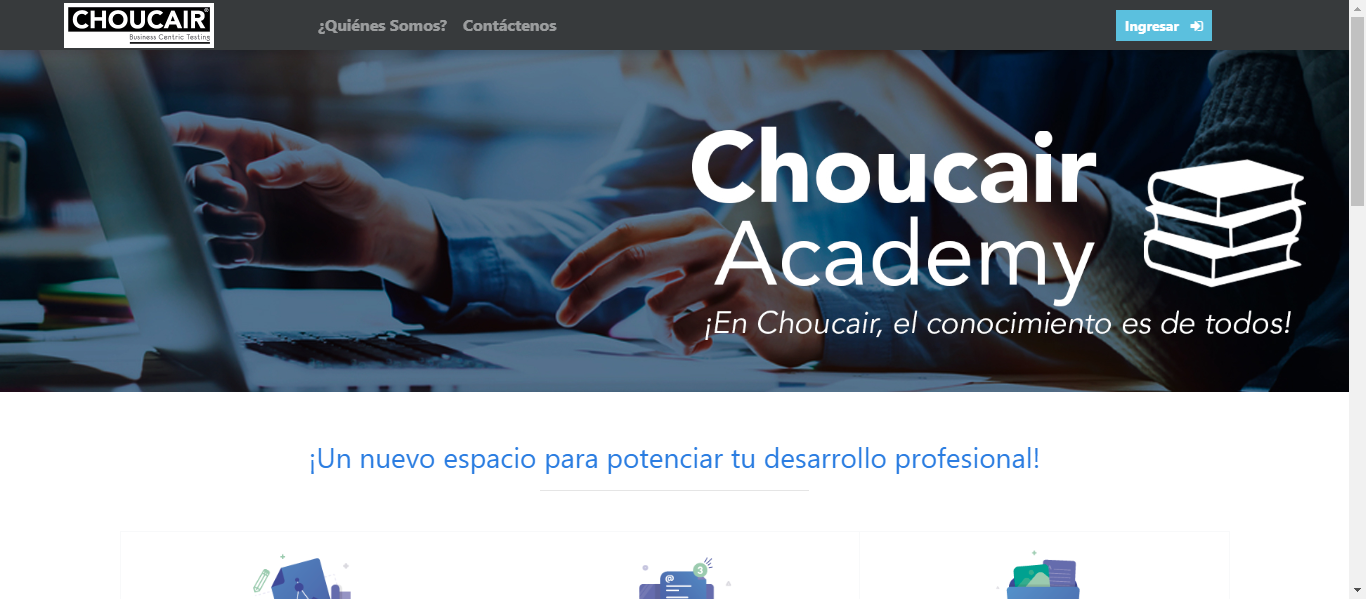 CHOUCAIR®
Business Centric Testing
¿Quiénes Somos?
Contáctenos
Ingresar
Choucair
Academy
¡En Choucair, el conocimiento es de todos!
¡Un nuevo espacio para potenciar tu desarrollo profesional!
@
3